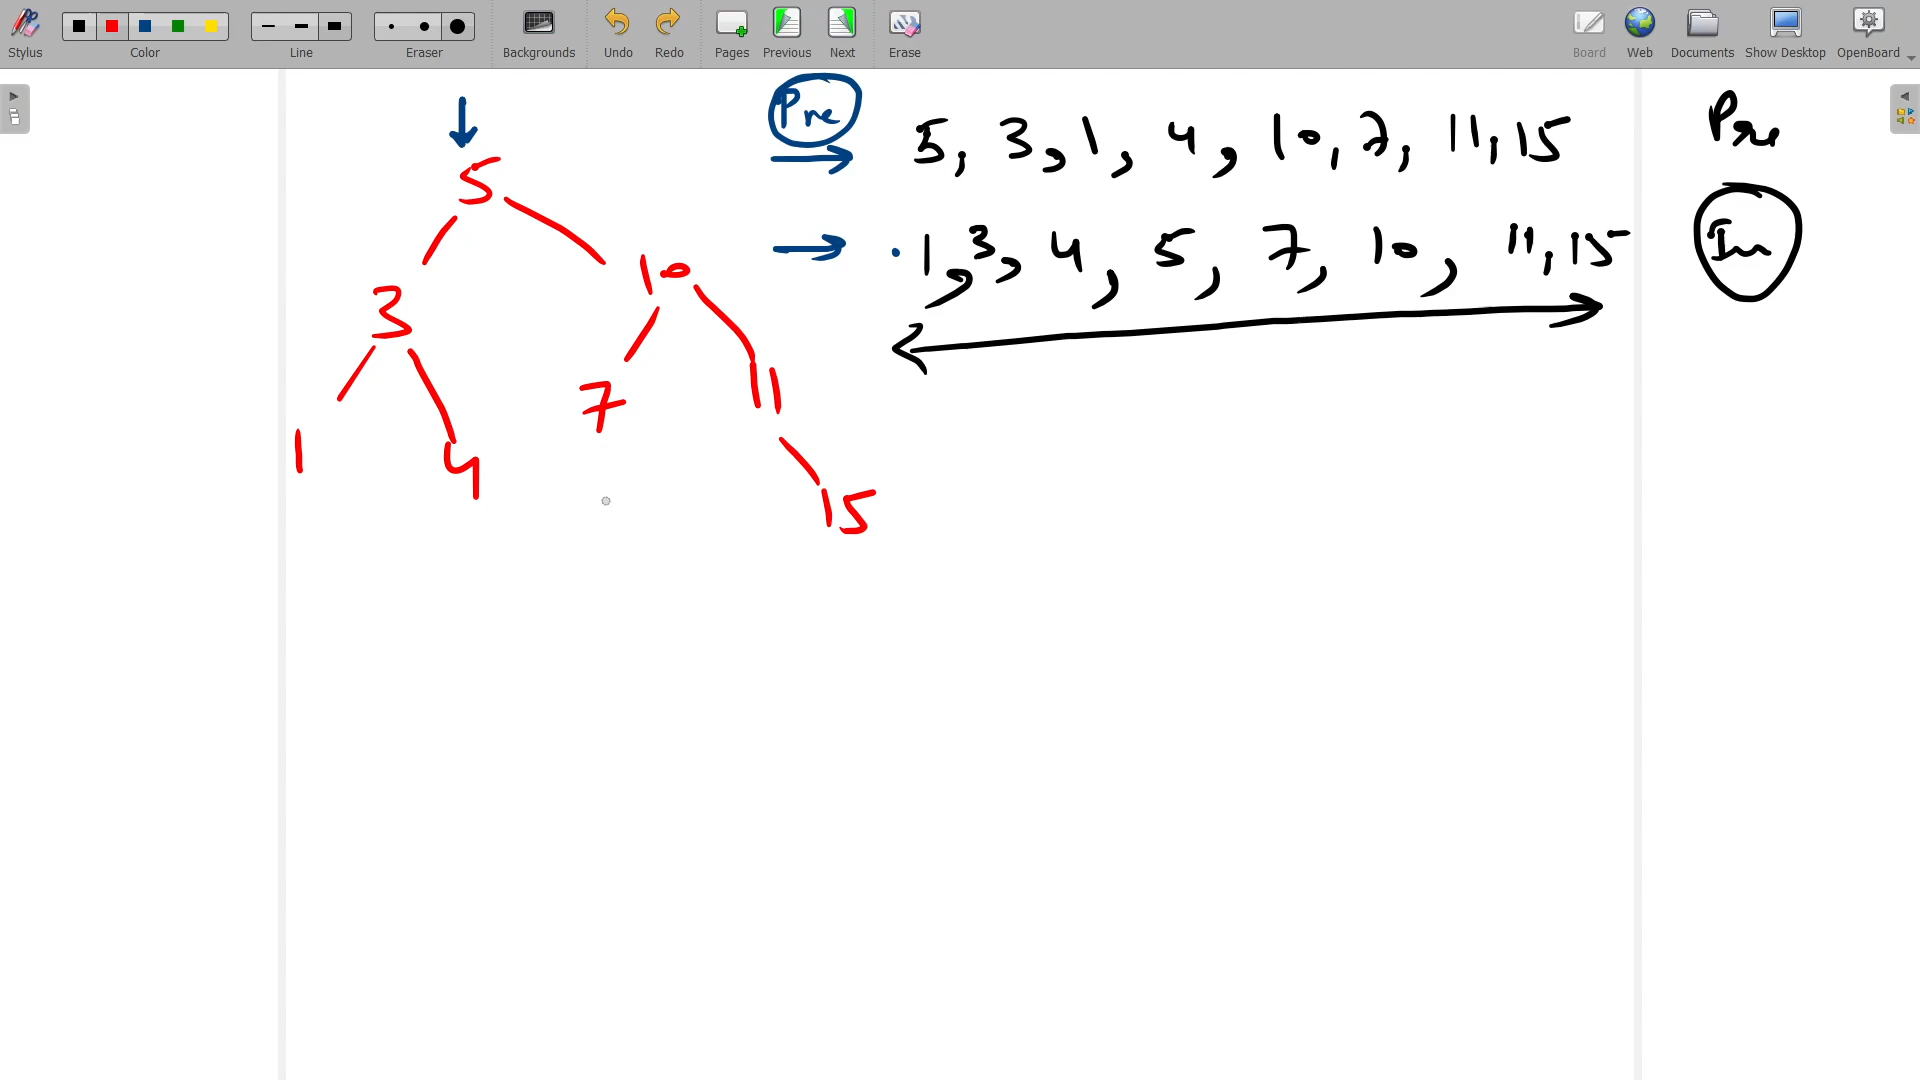 Stylus Color Line Eraser Backgrounds Undo Redo Pages Previous Next Erase Board Web Documents Show Desktop OpenBoard
Pre 5, 3, 1, 4, 10, 7, 11, 15 Pre
1, 3, 4, 5, 7, 10, 11, 15 In
5
3 10
1 4 7 11
15